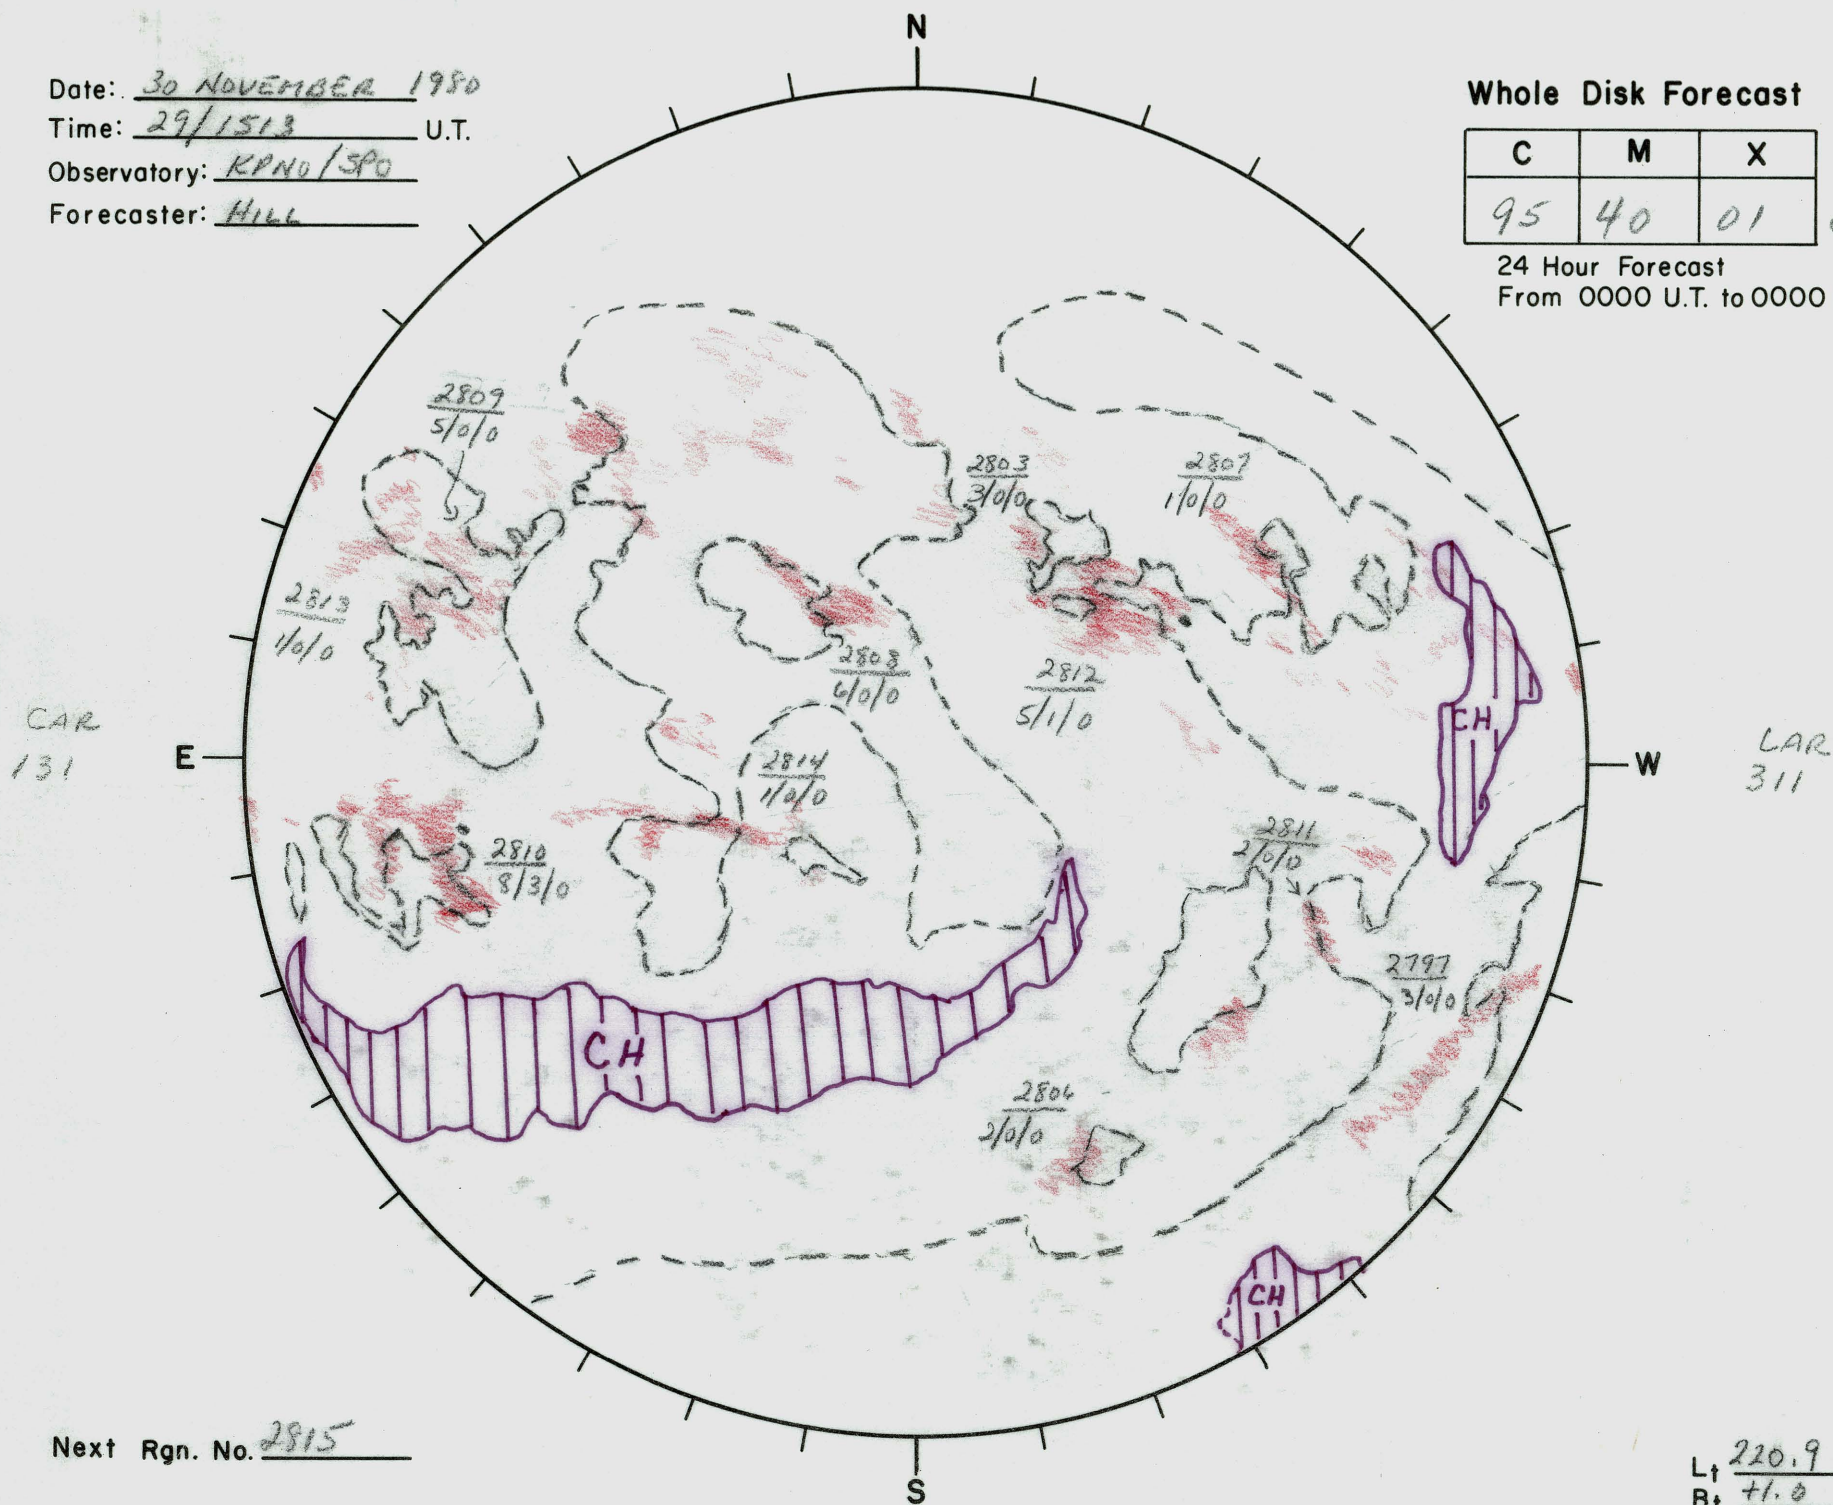 N
Date: 30 NOVEMBER 1980
Time: 29/1513 U.T.
Observatory: KPNO/SPO
Forecaster: HILL
Whole Disk Forecast
C M X
95 40 01
24 Hour Forecast
From 0000 U.T. to 0000
2809
5/0/0
2803
3/0/0
2807
1/0/0
2813
1/0/0
2808
6/0/0
2812
5/1/0
CH
CAR
131
E
W
LAR
311
2814
1/0/0
2811
2/0/0
2810
8/3/0
2797
3/0/0
CH
2806
2/0/0
CH
Next Rgn. No. 2815
S
Lt 220.9
Bt +1.0